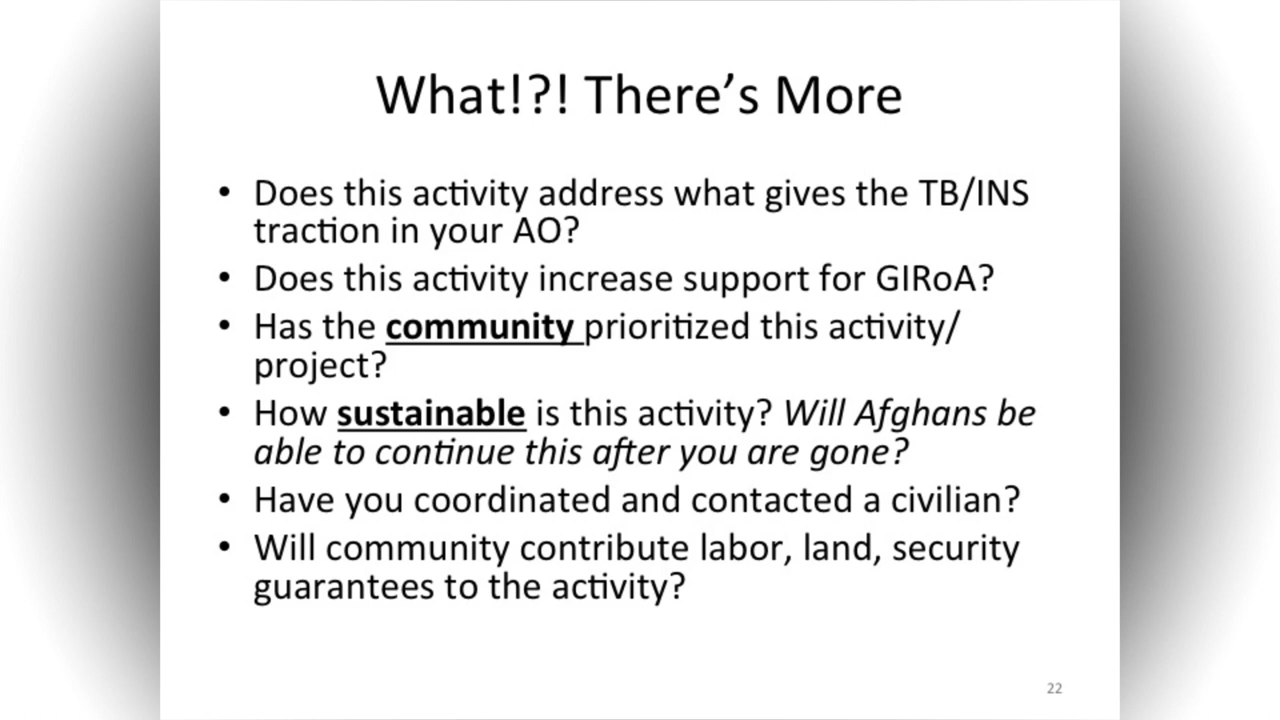 What!?! There’s More
• Does this activity address what gives the TB/INS
traction in your AO?
• Does this activity increase support for GIRoA?
• Has the community prioritized this activity/
project?
• How sustainable is this activity? Will Afghans be
able to continue this after you are gone?
• Have you coordinated and contacted a civilian?
• Will community contribute labor, land, security
guarantees to the activity?
22